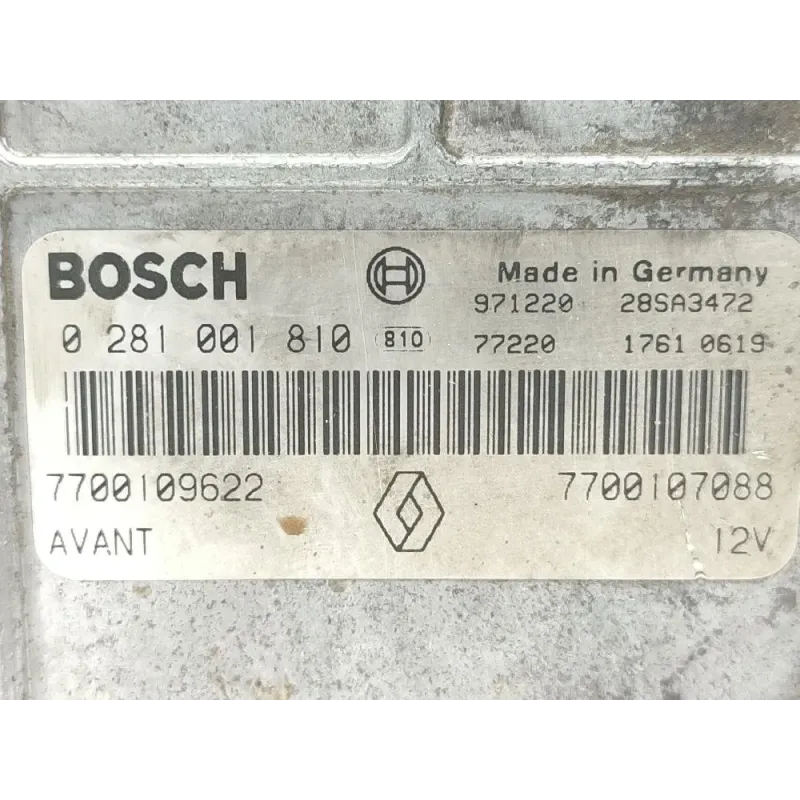 BOSCH Made in Germany
971220 28SA3472
0 281 001 810 810 77220 1761 0619
7700109622 7700107088
AVANT 12V